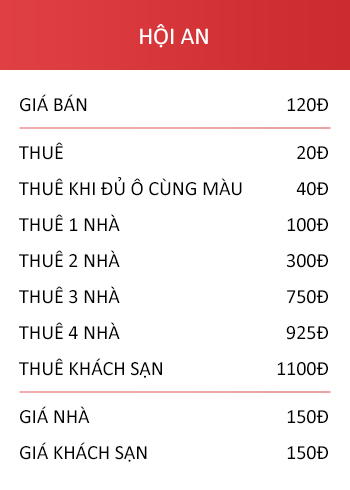 HỘI AN
GIÁ BÁN 120Đ
THUÊ 20Đ
THUÊ KHI ĐỦ Ô CÙNG MÀU 40Đ
THUÊ 1 NHÀ 100Đ
THUÊ 2 NHÀ 300Đ
THUÊ 3 NHÀ 750Đ
THUÊ 4 NHÀ 925Đ
THUÊ KHÁCH SẠN 1100Đ
GIÁ NHÀ 150Đ
GIÁ KHÁCH SẠN 150Đ